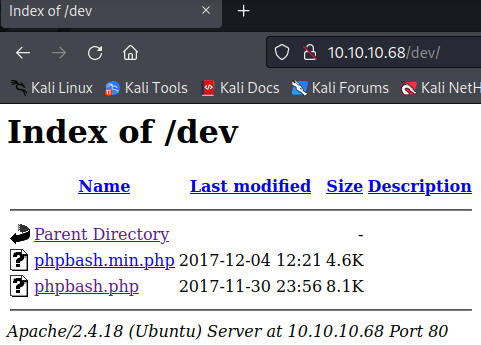 Index of /dev
10.10.10.68/dev/
Kali Linux Kali Tools Kali Docs Kali Forums Kali NetH
Index of /dev
Name Last modified Size Description
Parent Directory -
phpbash.min.php 2017-12-04 12:21 4.6K
phpbash.php 2017-11-30 23:56 8.1K
Apache/2.4.18 (Ubuntu) Server at 10.10.10.68 Port 80